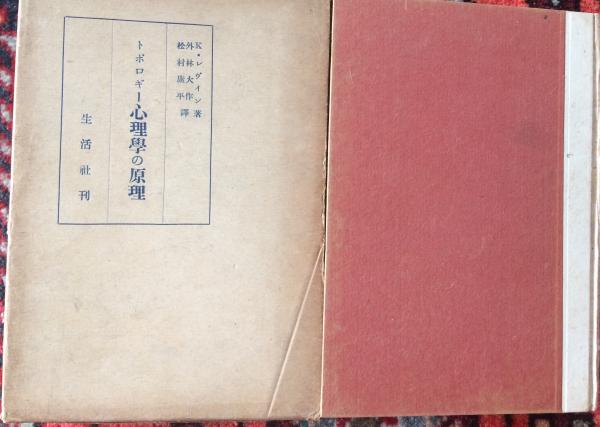 K・レヴィン著
外林大作
松村康平譯
トポロギー心理學の原理
生活社刊